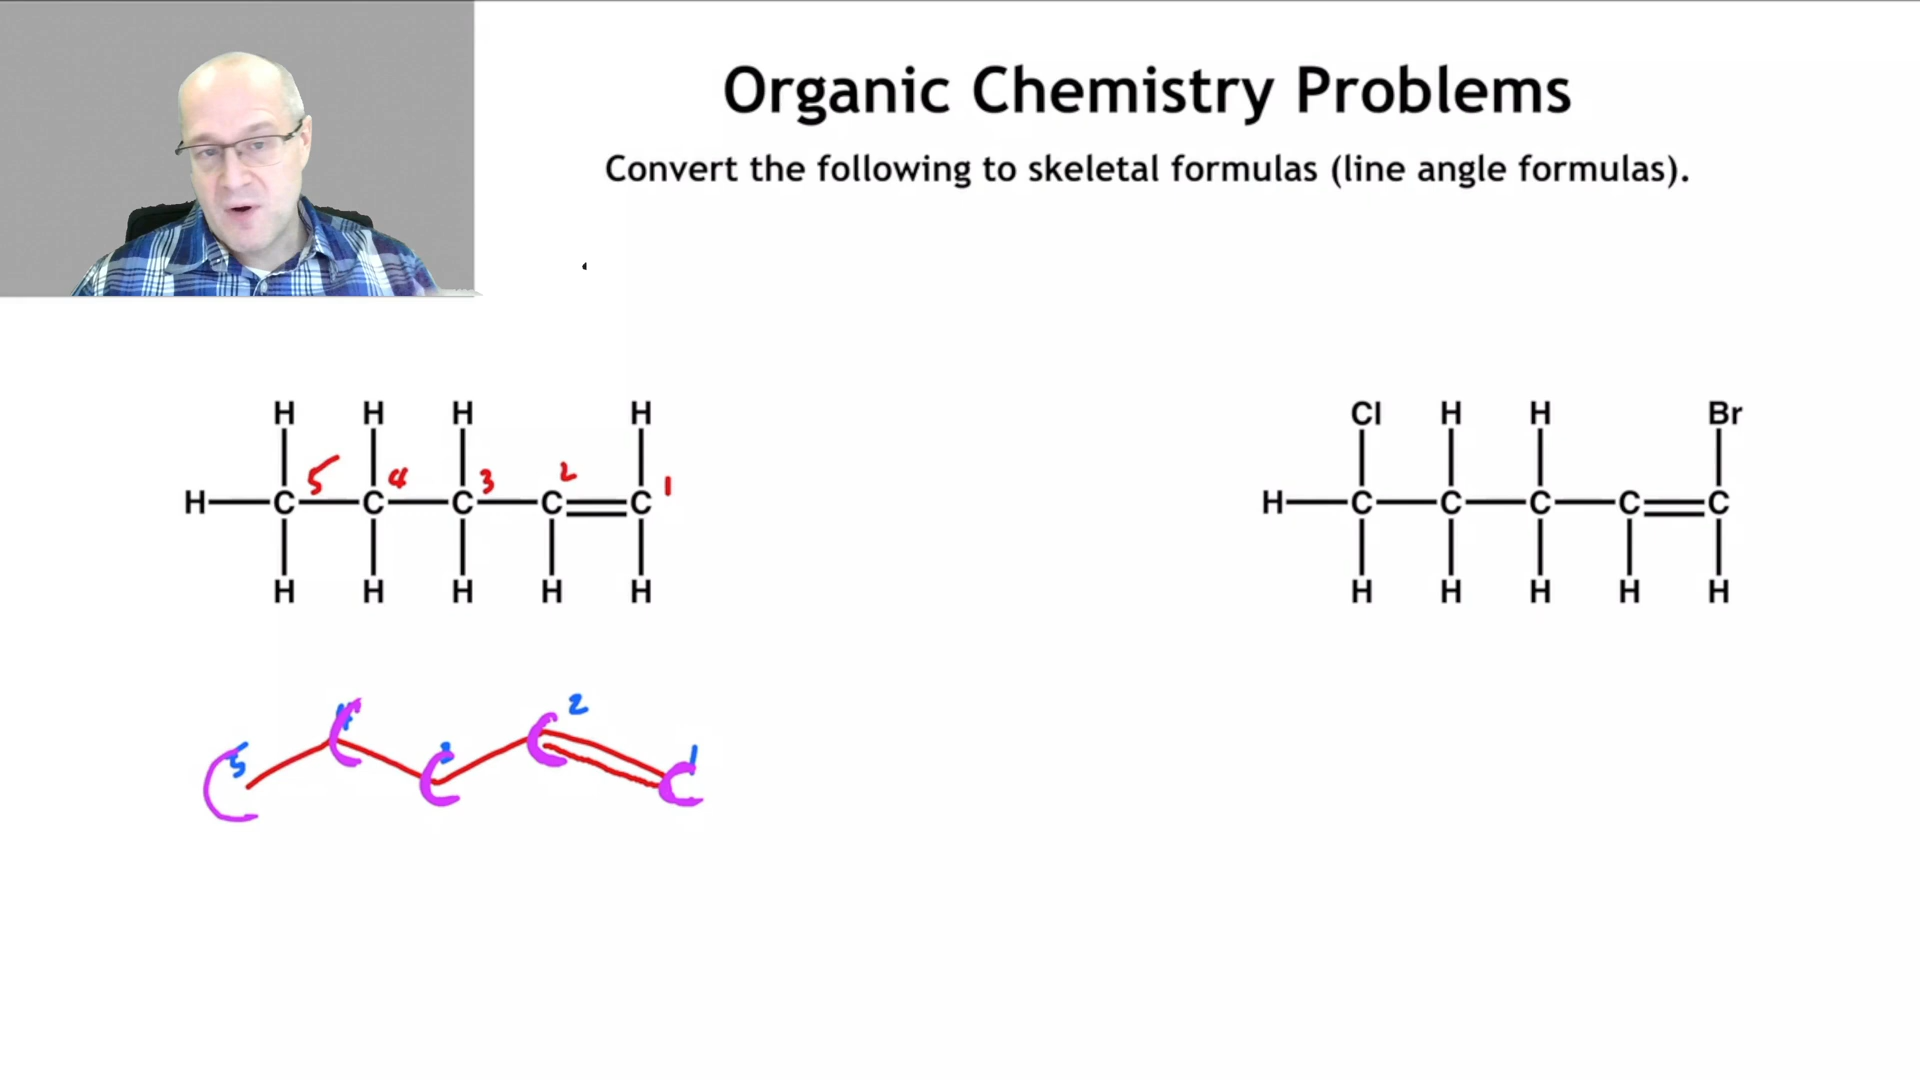 Organic Chemistry Problems
Convert the following to skeletal formulas (line angle formulas).
H H H H
5 4 3 2 1
H C C C C C
H H H H H
Cl H H Br
H C C C C C
H H H H H
5 4 3 2 1
C C C C C